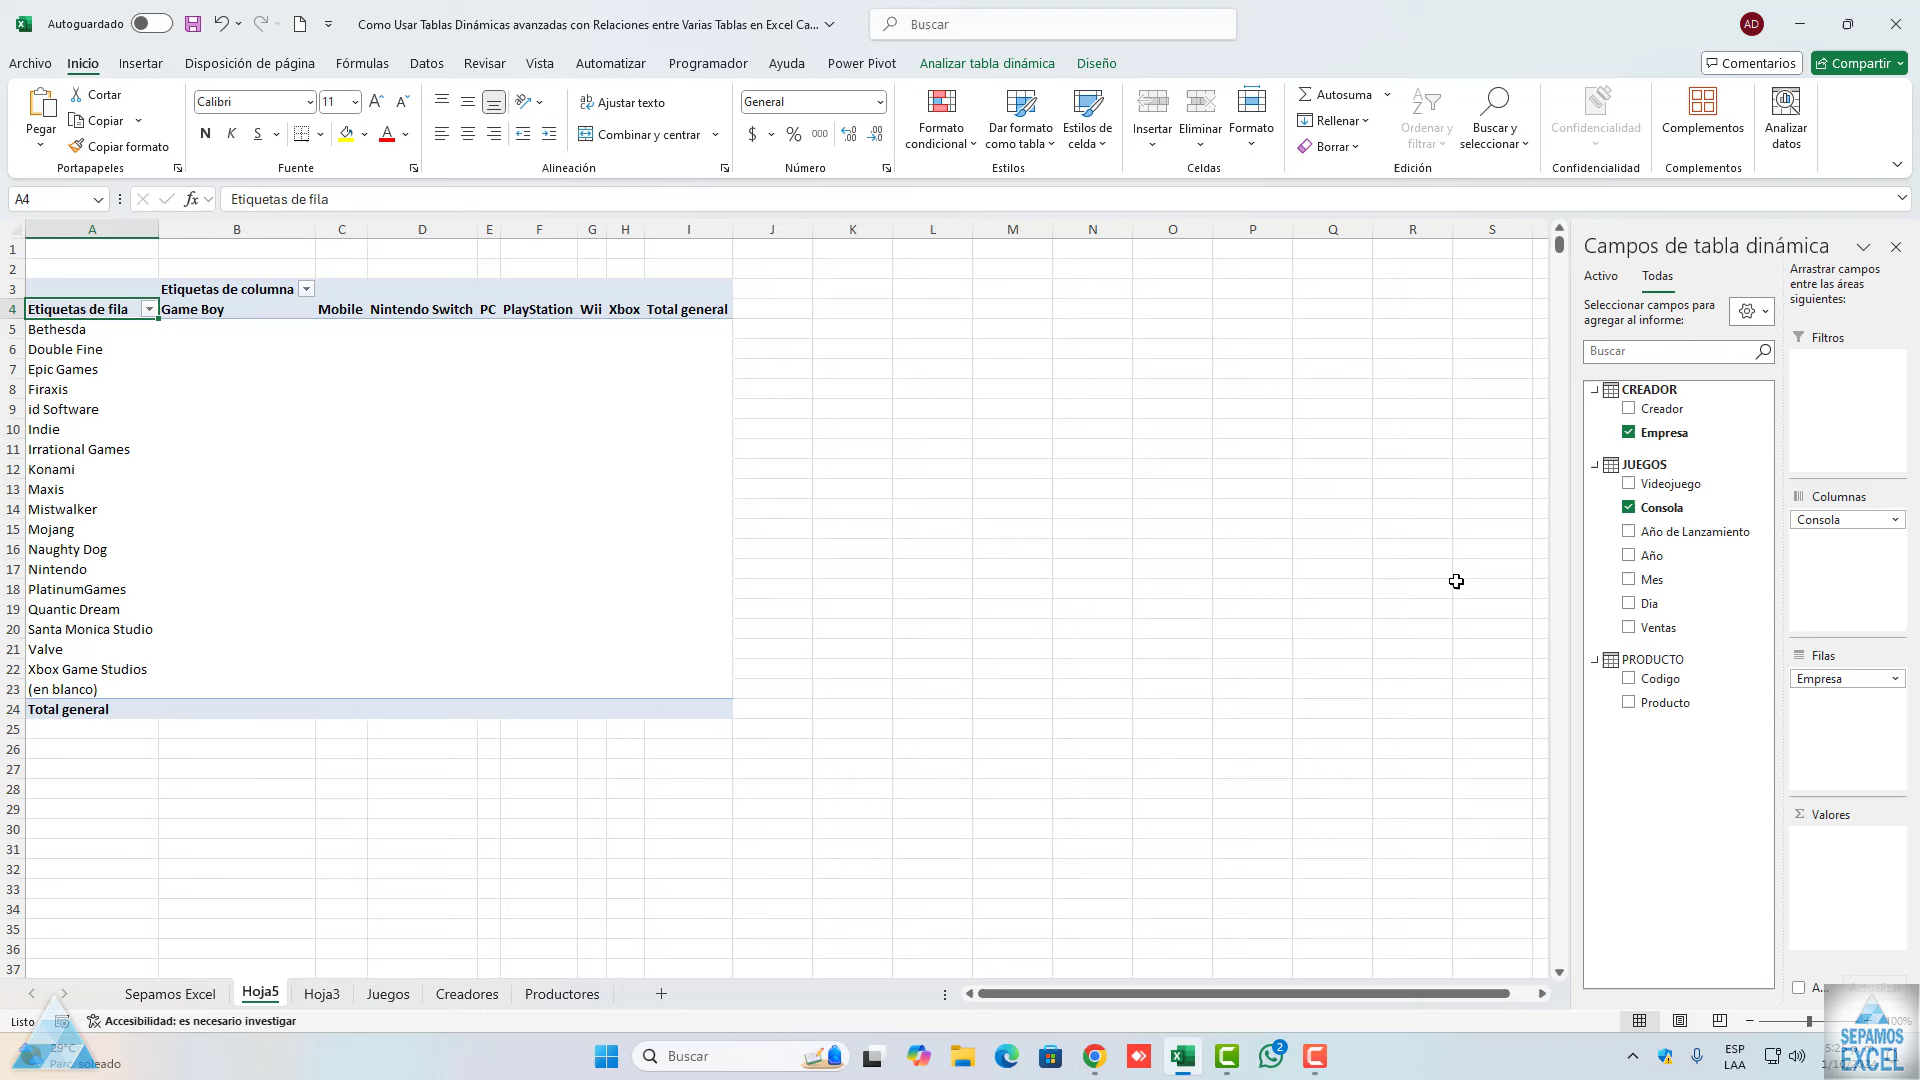 Autoguardado
Como Usar Tablas Dinámicas avanzadas con Relaciones entre Varias Tablas en Excel Ca...
Buscar
AD
Archivo Inicio Insertar Disposición de página Fórmulas Datos Revisar Vista Automatizar Programador Ayuda Power Pivot Analizar tabla dinámica Diseño
Comentarios Compartir
Pegar
Cortar
Copiar
Copiar formato
Portapapeles
Calibri 11
N K S
Fuente
Ajustar texto
Combinar y centrar
Alineación
General
$ % 000
Número
Formato condicional
Dar formato como tabla
Estilos de celda
Estilos
Insertar Eliminar Formato
Celdas
Autosuma
Rellenar
Borrar
Ordenar y filtrar
Buscar y seleccionar
Edición
Confidencialidad
Confidencialidad
Complementos
Complementos
Analizar datos
A4 fx Etiquetas de fila
A B C D E F G H I J K L M N O P Q R S
1
2
3 Etiquetas de columna
4 Etiquetas de fila Game Boy Mobile Nintendo Switch PC PlayStation Wii Xbox Total general
5 Bethesda
6 Double Fine
7 Epic Games
8 Firaxis
9 id Software
10 Indie
11 Irrational Games
12 Konami
13 Maxis
14 Mistwalker
15 Mojang
16 Naughty Dog
17 Nintendo
18 PlatinumGames
19 Quantic Dream
20 Santa Monica Studio
21 Valve
22 Xbox Game Studios
23 (en blanco)
24 Total general
25
26
27
28
29
30
31
32
33
34
35
36
37
Campos de tabla dinámica
Activo Todas
Seleccionar campos para
agregar al informe:
Buscar
CREADOR
Creador
Empresa
JUEGOS
Videojuego
Consola
Año de Lanzamiento
Año
Mes
Dia
Ventas
PRODUCTO
Codigo
Producto
Arrastrar campos
entre las áreas
siguientes:
Filtros
Columnas
Consola
Filas
Empresa
Valores
A...
Sepamos Excel Hoja5 Hoja3 Juegos Creadores Productores
Listo Accesibilidad: es necesario investigar
29°C
Parc. soleado
Buscar
2
ESP
LAA
SEPAMOS
EXCEL